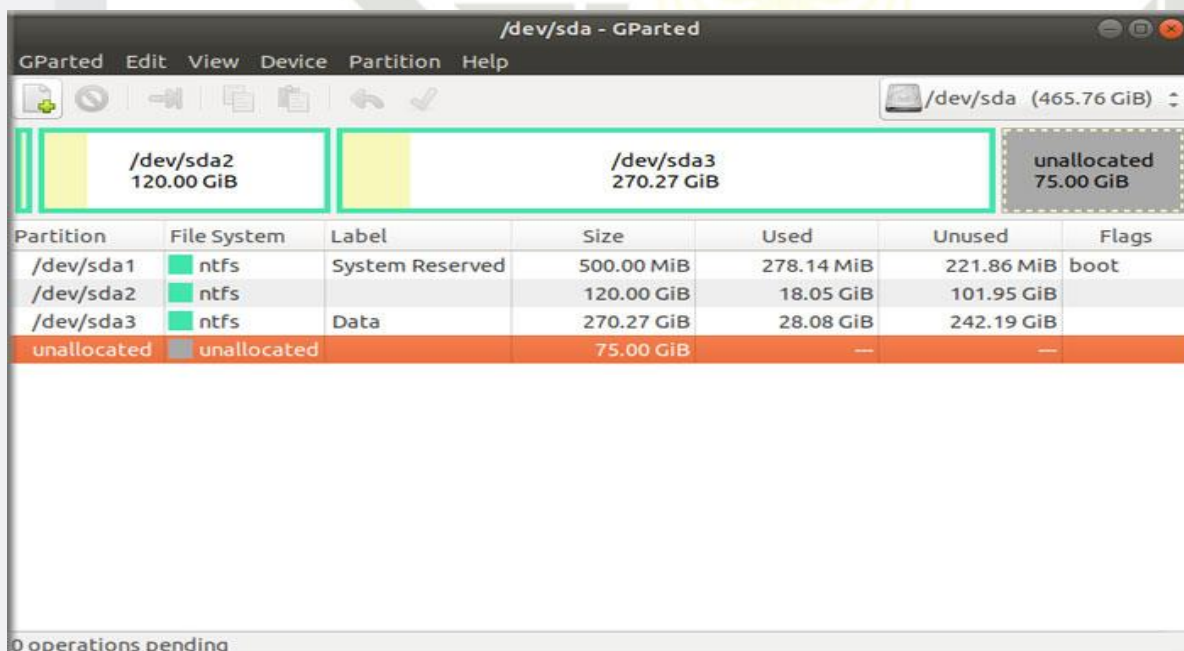 /dev/sda - GParted
GParted Edit View Device Partition Help
/dev/sda (465.76 GiB)
/dev/sda2 /dev/sda3 unallocated
120.00 GiB 270.27 GiB 75.00 GiB
Partition File System Label Size Used Unused Flags
/dev/sda1 ntfs System Reserved 500.00 MiB 278.14 MiB 221.86 MiB boot
/dev/sda2 ntfs 120.00 GiB 18.05 GiB 101.95 GiB
/dev/sda3 ntfs Data 270.27 GiB 28.08 GiB 242.19 GiB
unallocated unallocated 75.00 GiB — —
0 operations pending